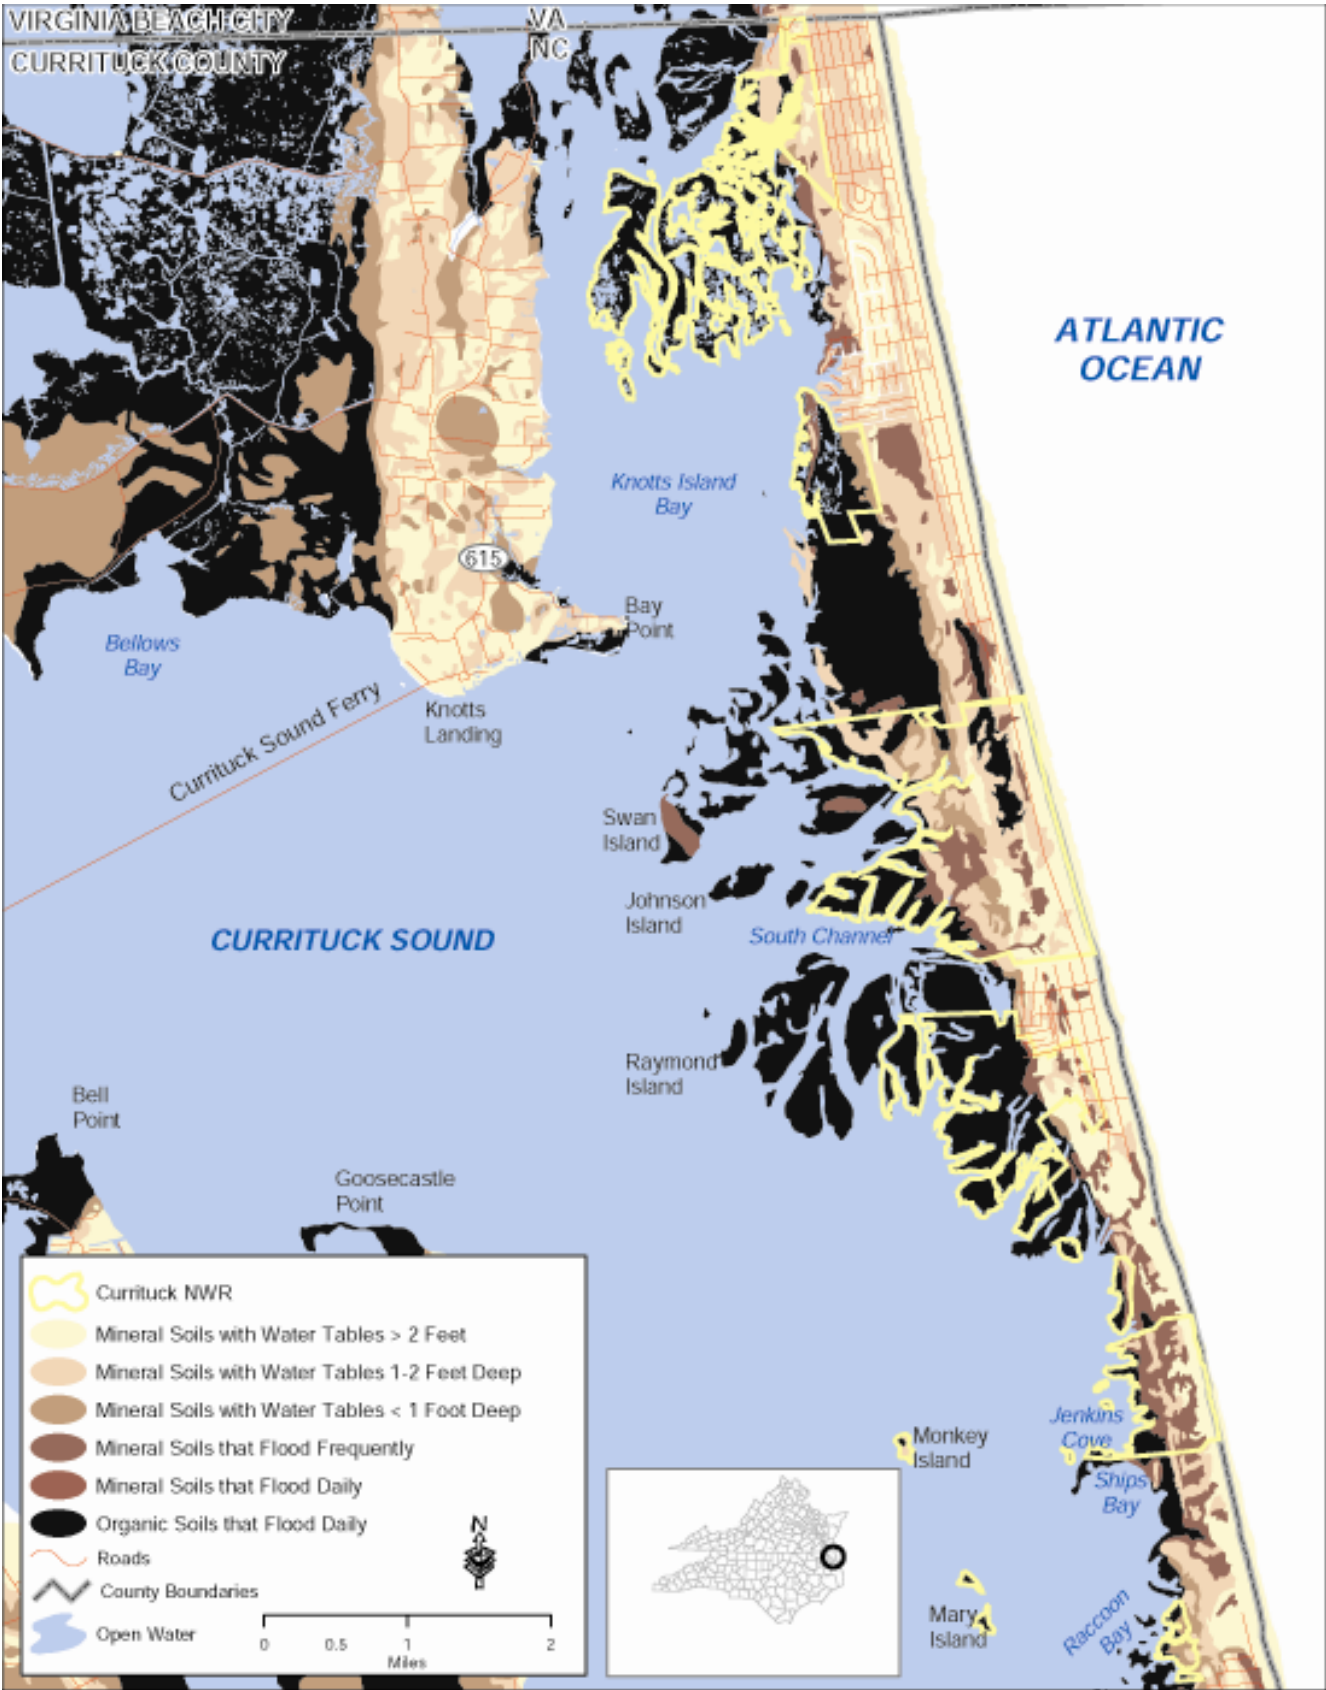 VIRGINIA BEACH CITY
VA
CURRITUCK COUNTY
NC
ATLANTIC
OCEAN
Knotts Island
Bay
615
Bay
Point
Bellows
Bay
Knotts
Landing
Currituck Sound Ferry
Swan
Island
Johnson
Island
CURRITUCK SOUND
South Channel
Raymond
Island
Bell
Point
Goosecastle
Point
Currituck NWR
Mineral Soils with Water Tables > 2 Feet
Mineral Soils with Water Tables 1-2 Feet Deep
Mineral Soils with Water Tables < 1 Foot Deep
Mineral Soils that Flood Frequently
Mineral Soils that Flood Daily
Organic Soils that Flood Daily
Roads
County Boundaries
Open Water
N
0 0.5 1 2
Miles
Jenkins
Cove
Monkey
Island
Ships
Bay
Mary
Island
Raccoon
Bay